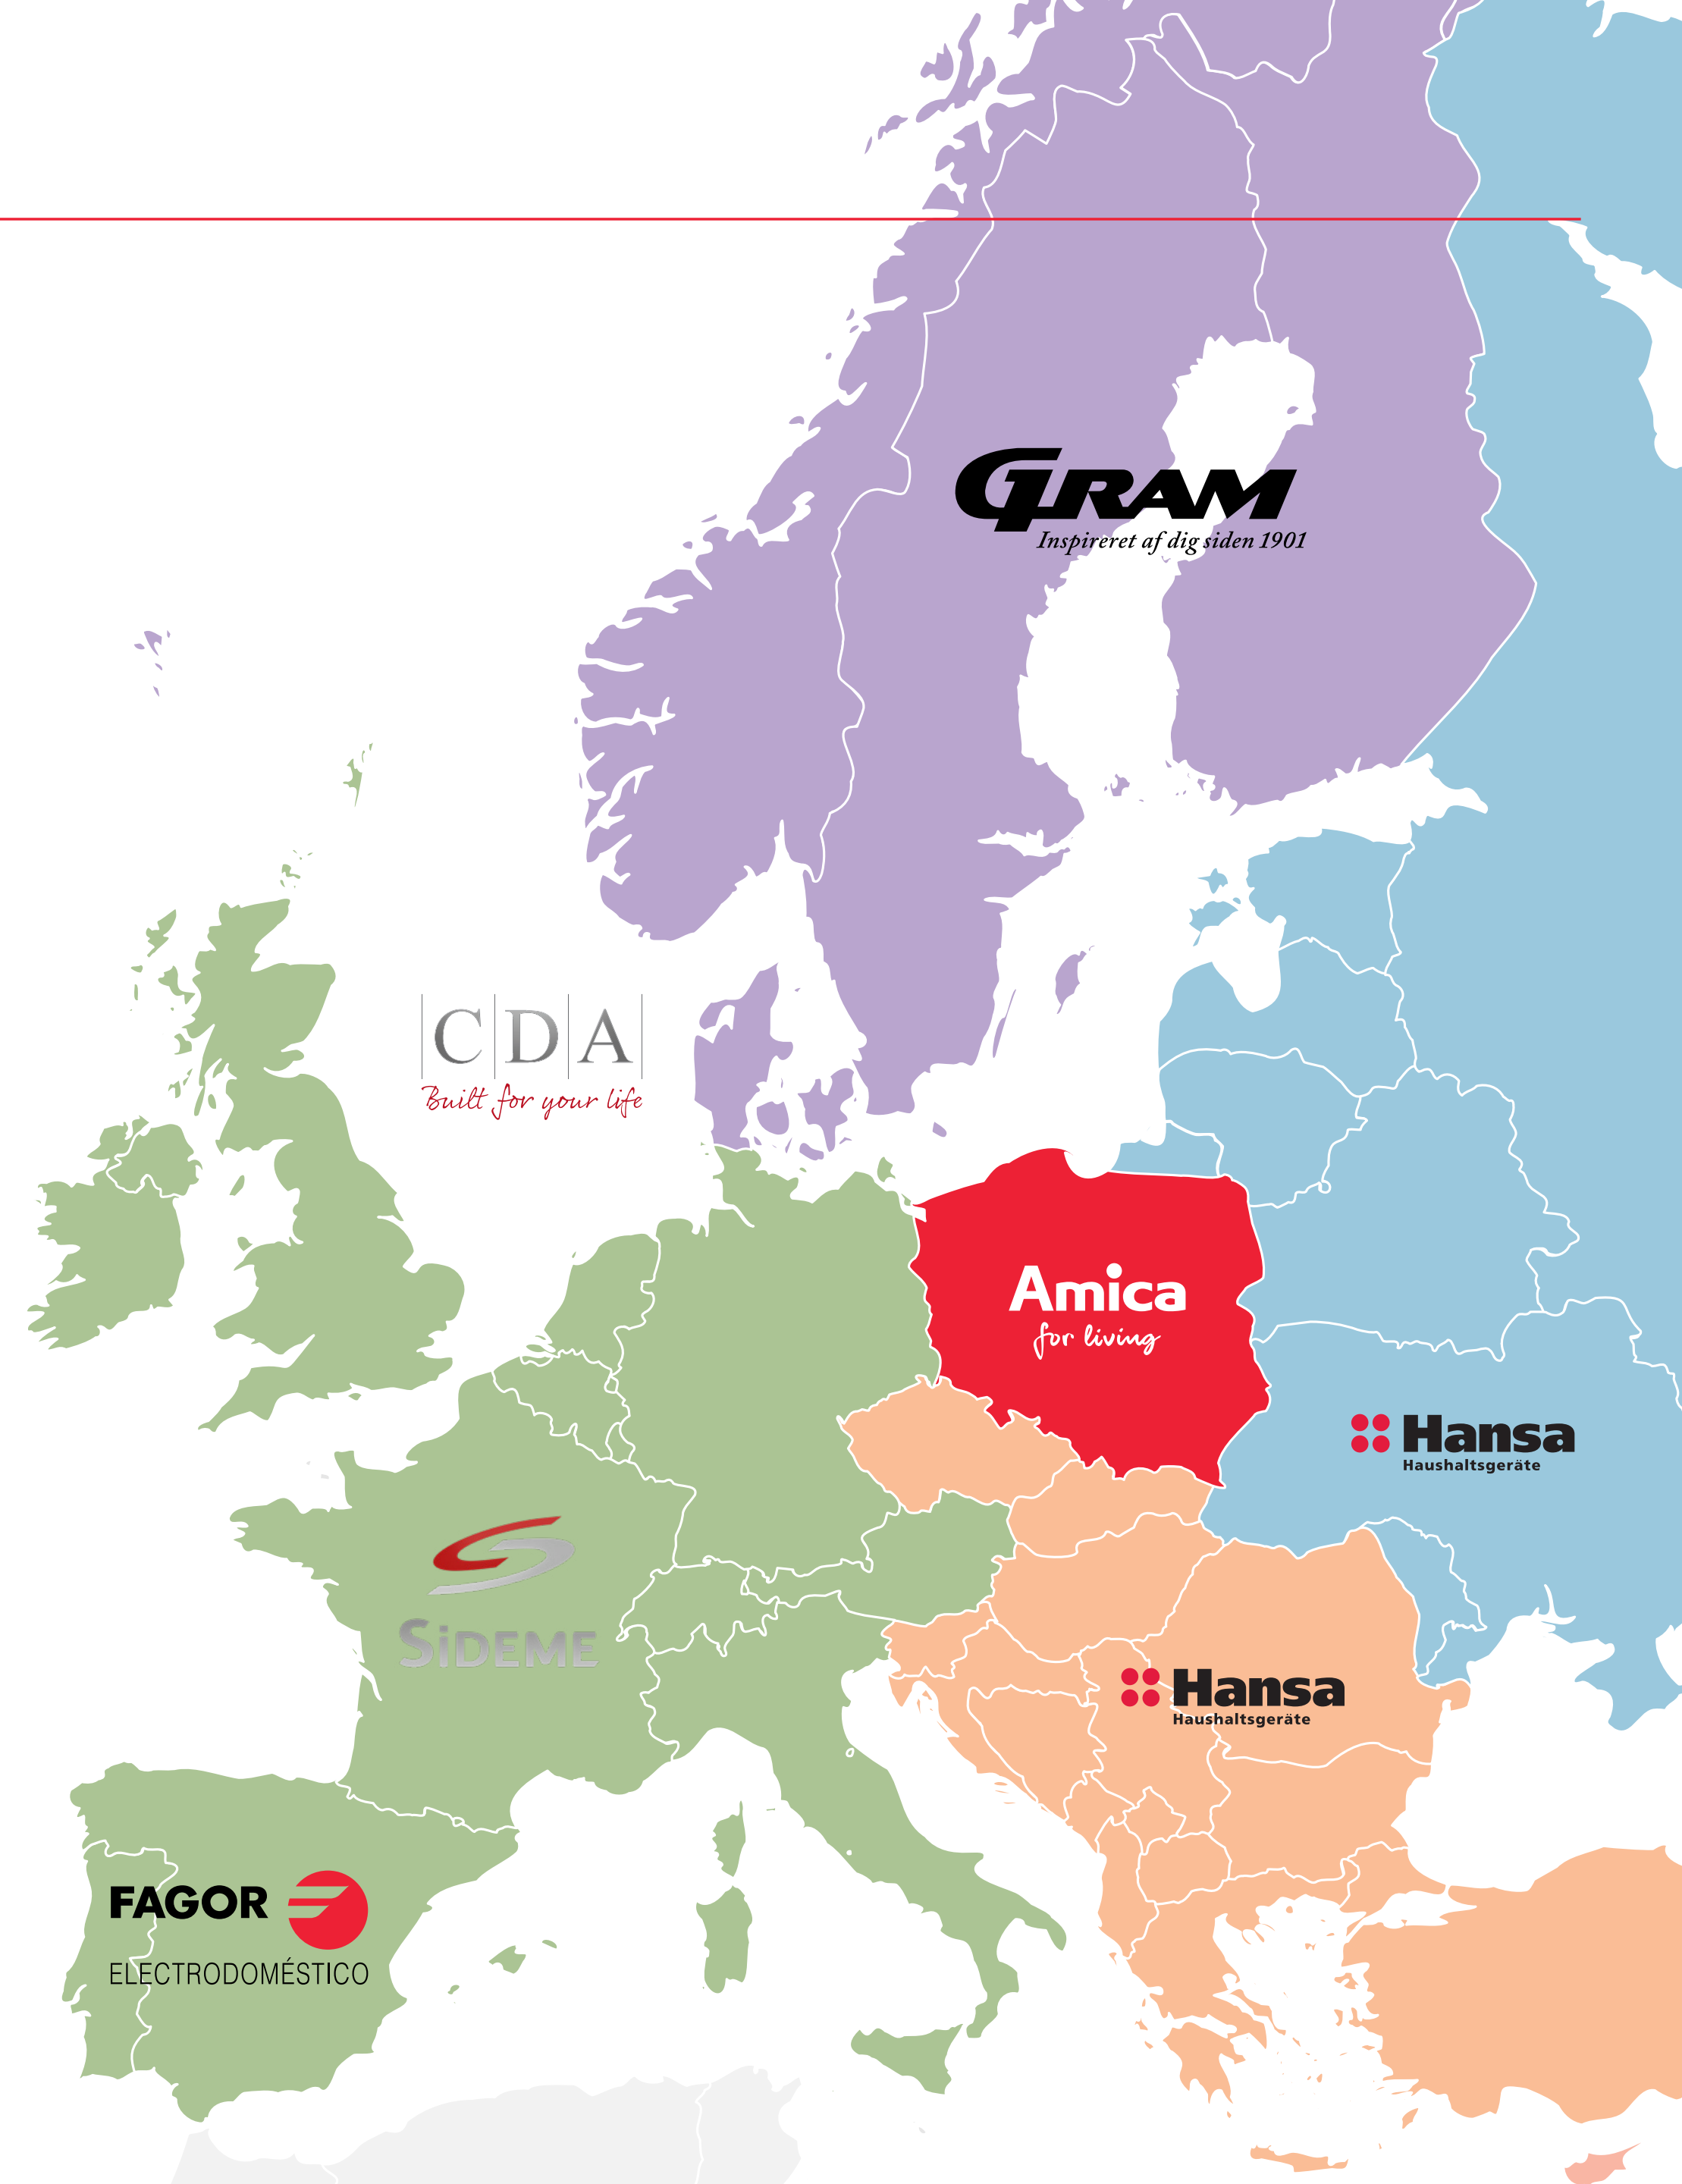 GRAM
Inspireret af dig siden 1901
CDA
Built for your life
Amica
for living
Hansa
Haushaltsgeräte
SiDEME
Hansa
Haushaltsgeräte
FAGOR
ELECTRODOMÉSTICO